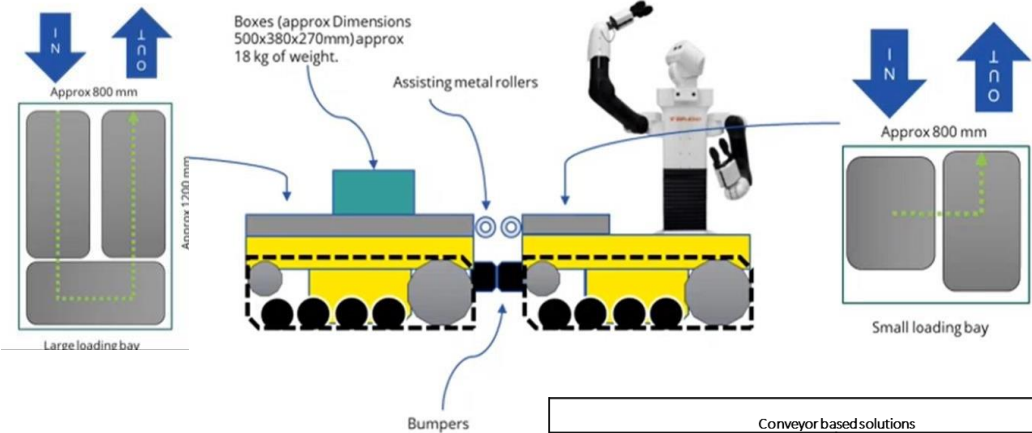 IN
OUT
Approx 800 mm
Approx 1200 mm
Large loading bay
Boxes (approx Dimensions
500x380x270mm) approx
18 kg of weight.
Assisting metal rollers
Bumpers
IN
OUT
Approx 800 mm
Small loading bay
Conveyor based solutions